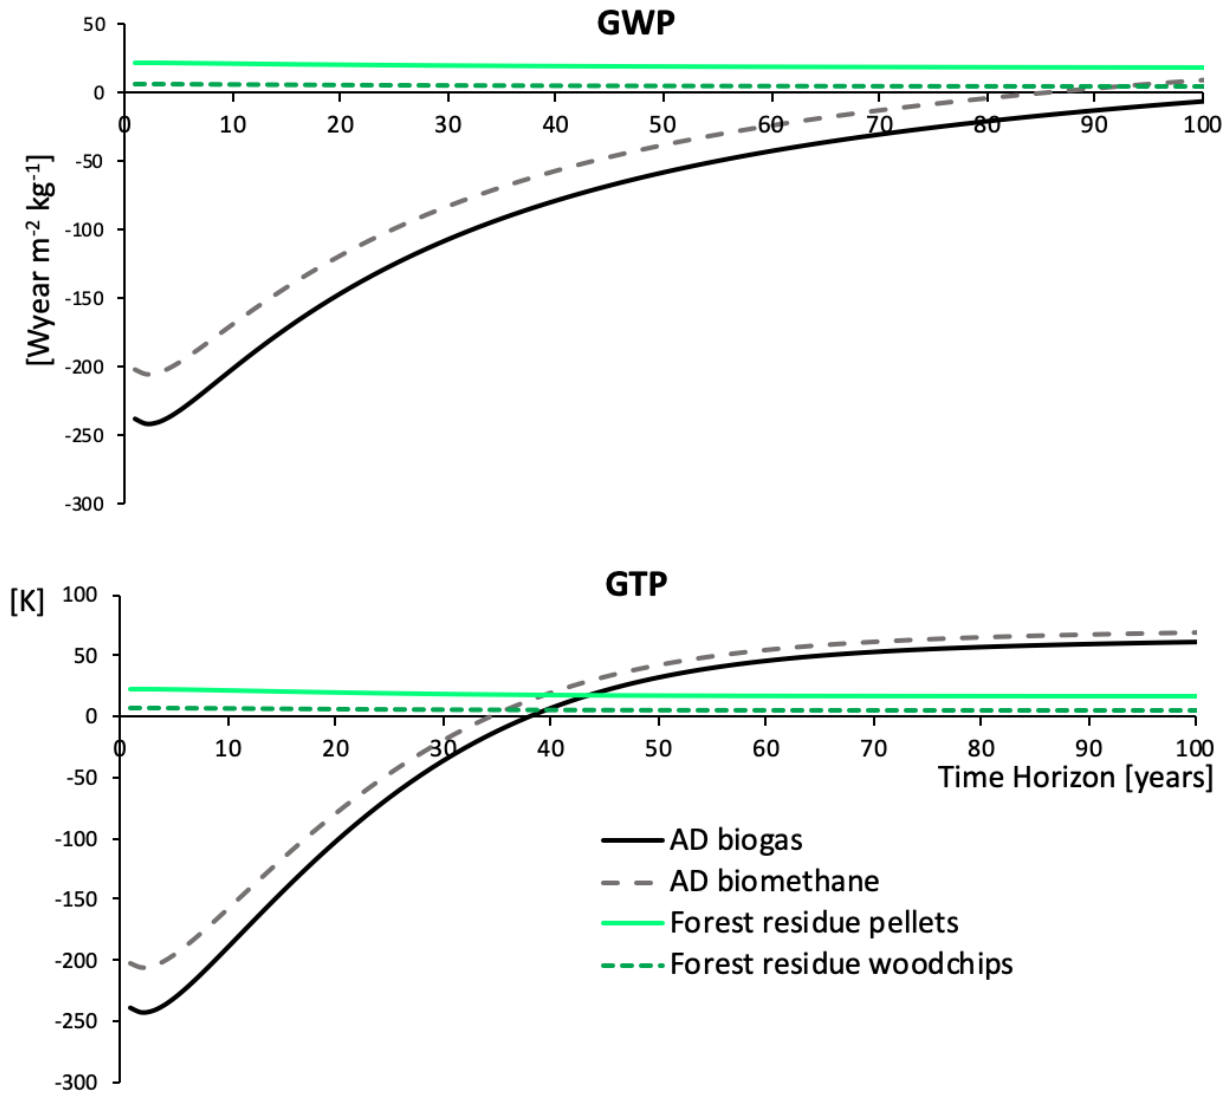 GWP
50
0
-50
-100
-150
-200
-250
-300
[Wyear m-2 kg-1]
0 10 20 30 40 50 60 70 80 90 100
GTP
[K]
100
50
0
-50
-100
-150
-200
-250
-300
0 10 20 30 40 50 60 70 80 90 100
Time Horizon [years]
AD biogas
AD biomethane
Forest residue pellets
Forest residue woodchips